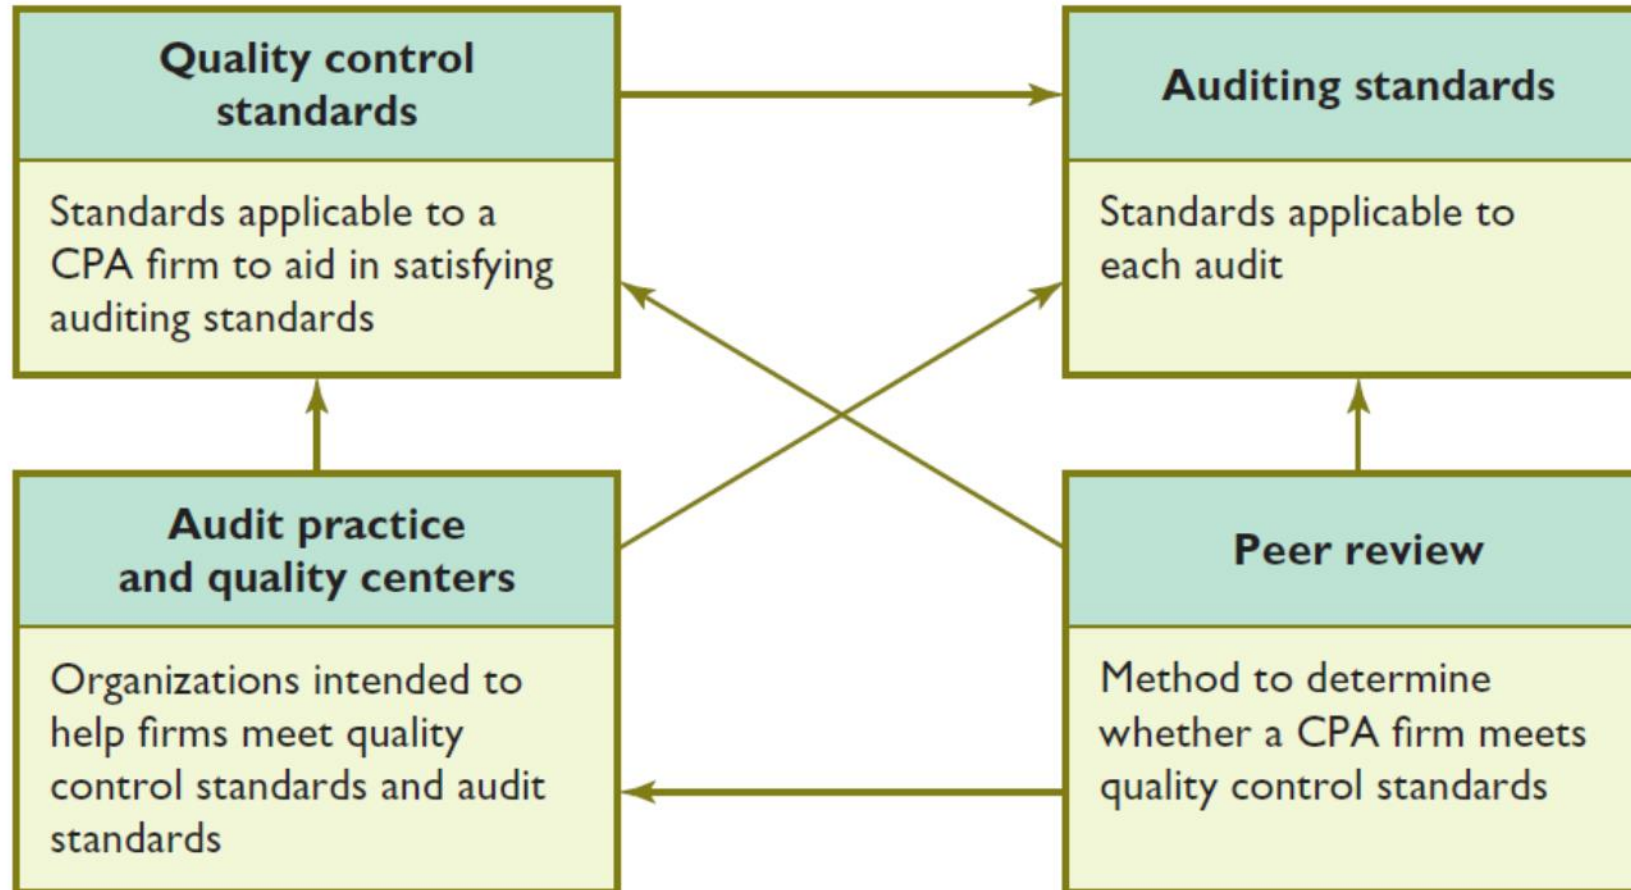 Quality control
standards
Standards applicable to a
CPA firm to aid in satisfying
auditing standards
Auditing standards
Standards applicable to
each audit
Audit practice
and quality centers
Organizations intended to
help firms meet quality
control standards and audit
standards
Peer review
Method to determine
whether a CPA firm meets
quality control standards